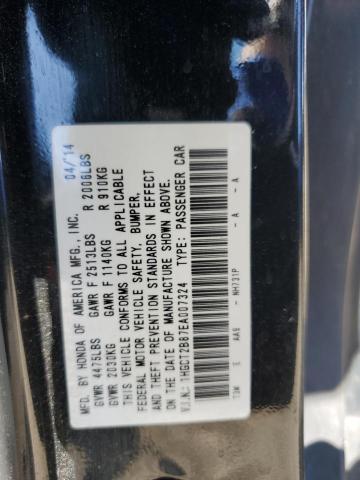 MFD. BY HONDA OF AMERICA MFG., INC. 04/14
GVWR 4475LBS GAWR F 2513LBS R 2006LBS
GVWR 2030KG GAWR F 1140KG R 910KG
THIS VEHICLE CONFORMS TO ALL APPLICABLE
FEDERAL MOTOR VEHICLE SAFETY, BUMPER,
AND THEFT PREVENTION STANDARDS IN EFFECT
ON THE DATE OF MANUFACTURE SHOWN ABOVE.
V.I.N.: 1HGCT2B87EA007324 TYPE: PASSENGER CAR
T3W E AA9 - NH731P - A - A